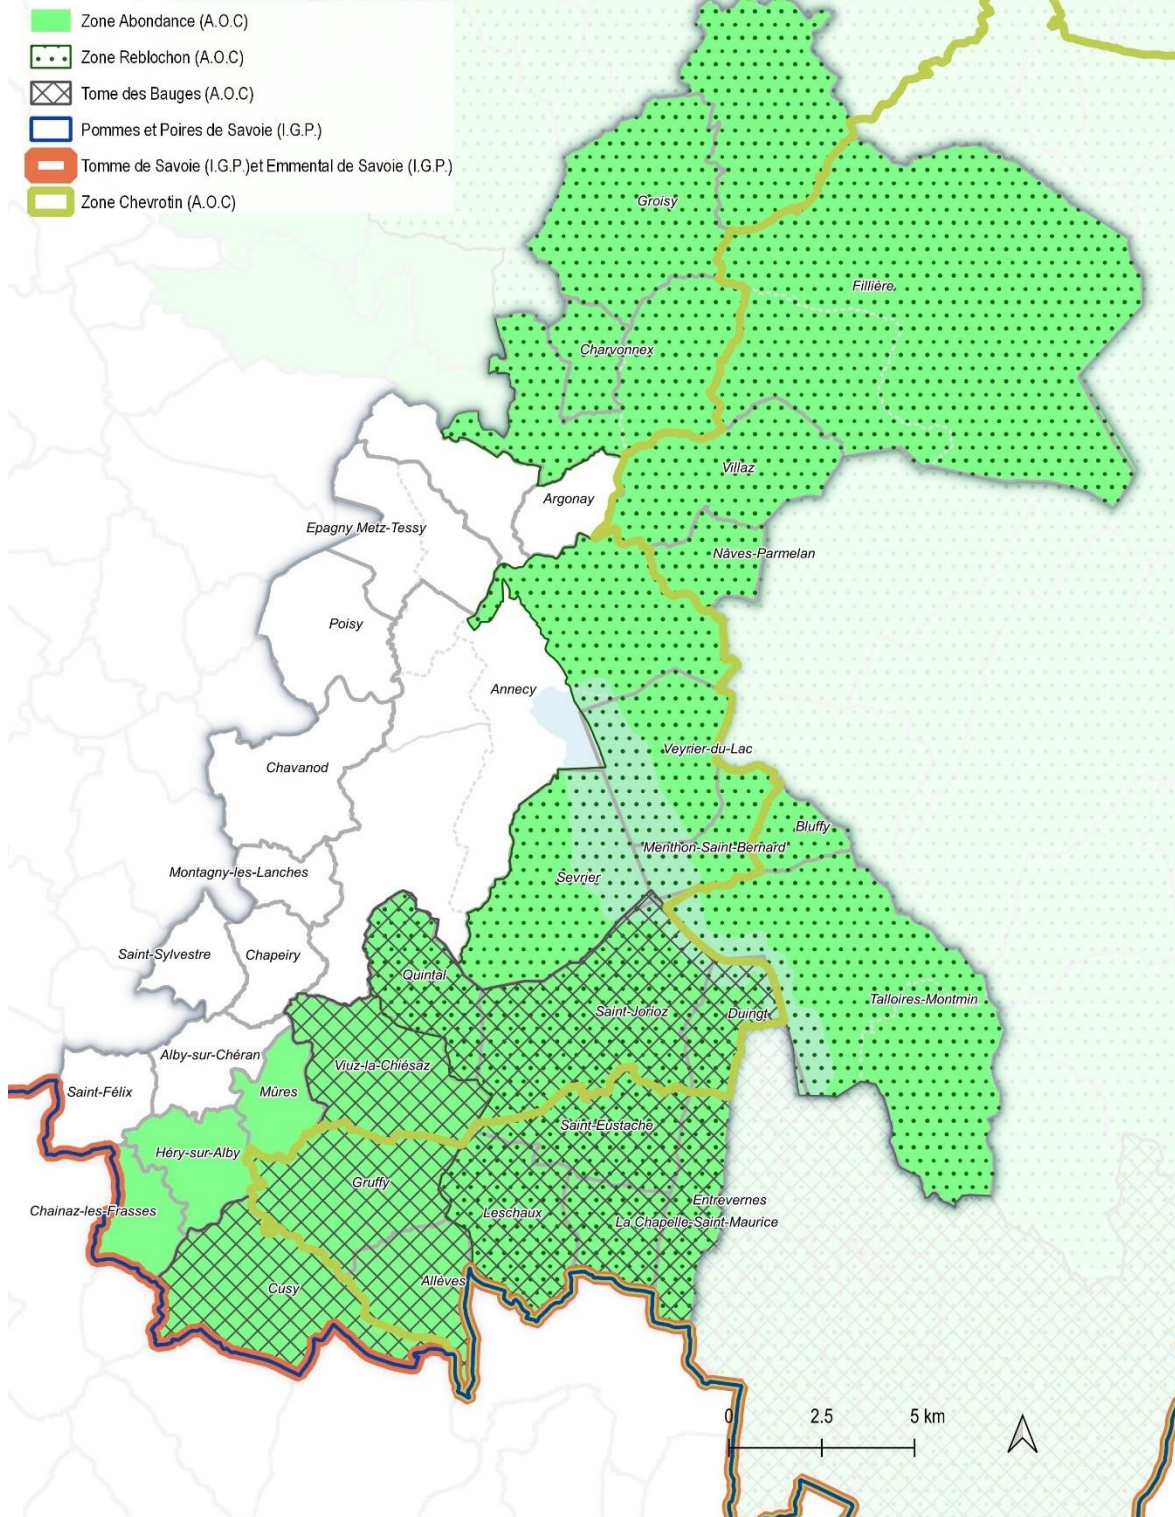 Zone Abondance (A.O.C)
Zone Reblochon (A.O.C)
Tome des Bauges (A.O.C)
Pommes et Poires de Savoie (I.G.P.)
Tomme de Savoie (I.G.P.)et Emmental de Savoie (I.G.P.)
Zone Chevrotin (A.O.C)
Groisy
Fillière
Charvonnex
Villaz
Argonay
Epagny Metz-Tessy
Nâves-Parmelan
Poisy
Annecy
Veyrier-du-Lac
Chavanod
Bluffy
Menthon-Saint-Bernard
Montagny-les-Lanches
Sevrier
Saint-Sylvestre
Chapeiry
Quintal
Talloires-Montmin
Saint-Jorioz
Duingt
Alby-sur-Chéran
Viuz-la-Chiésaz
Saint-Félix
Mûres
Saint-Eustache
Héry-sur-Alby
Gruffy
Entrevernes
Chainaz-les-Frasses
Leschaux
La Chapelle-Saint-Maurice
Allèves
Cusy
0 2.5 5 km